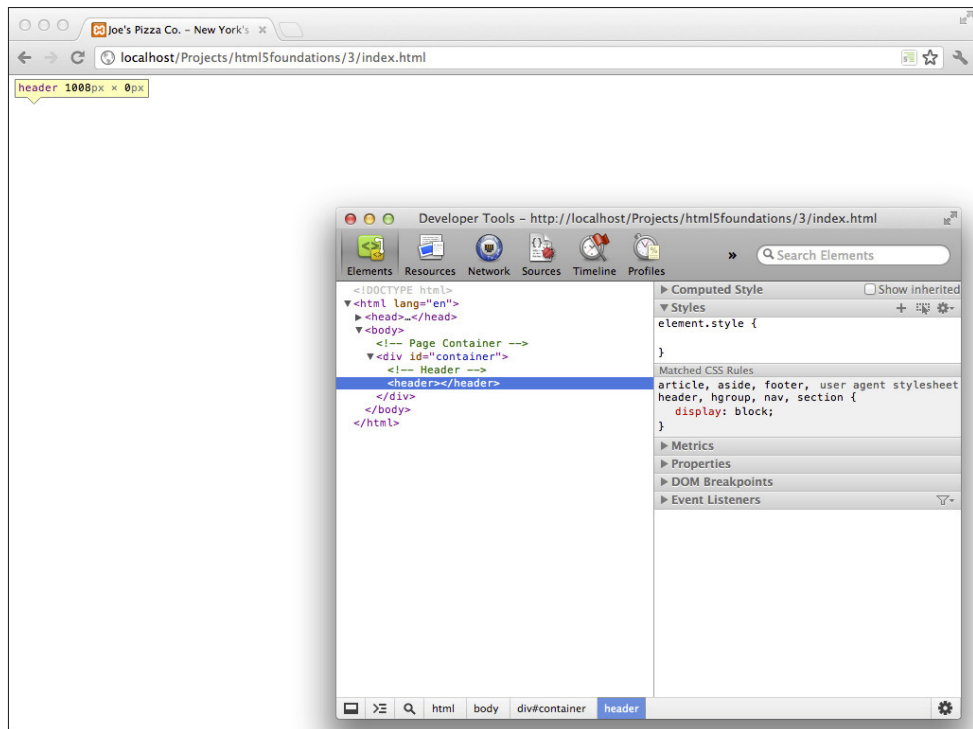 Joe's Pizza Co. – New York's
localhost/Projects/html5foundations/3/index.html
header 1008px × 0px
Developer Tools – http://localhost/Projects/html5foundations/3/index.html
Elements Resources Network Sources Timeline Profiles » Search Elements
<!DOCTYPE html>
▼<html lang="en">
▶<head>…</head>
▼<body>
<!-- Page Container -->
▼<div id="container">
<!-- Header -->
<header></header>
</div>
</body>
</html>
▶ Computed Style Show inherited
▼ Styles
element.style {
}
Matched CSS Rules
article, aside, footer, user agent stylesheet
header, hgroup, nav, section {
display: block;
}
▶ Metrics
▶ Properties
▶ DOM Breakpoints
▶ Event Listeners
html body div#container header